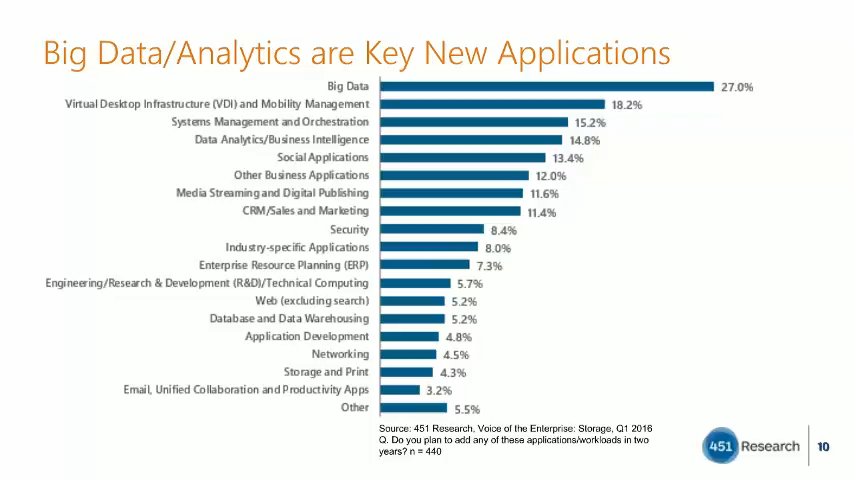 Big Data/Analytics are Key New Applications
Big Data 27.0%
Virtual Desktop Infrastructure (VDI) and Mobility Management 18.2%
Systems Management and Orchestration 15.2%
Data Analytics/Business Intelligence 14.8%
Social Applications 13.4%
Other Business Applications 12.0%
Media Streaming and Digital Publishing 11.6%
CRM/Sales and Marketing 11.4%
Security 8.4%
Industry-specific Applications 8.0%
Enterprise Resource Planning (ERP) 7.3%
Engineering/Research & Development (R&D)/Technical Computing 5.7%
Web (excluding search) 5.2%
Database and Data Warehousing 5.2%
Application Development 4.8%
Networking 4.5%
Storage and Print 4.3%
Email, Unified Collaboration and Productivity Apps 3.2%
Other 5.5%
Source: 451 Research, Voice of the Enterprise: Storage, Q1 2016
Q. Do you plan to add any of these applications/workloads in two
years? n = 440
451 Research 10